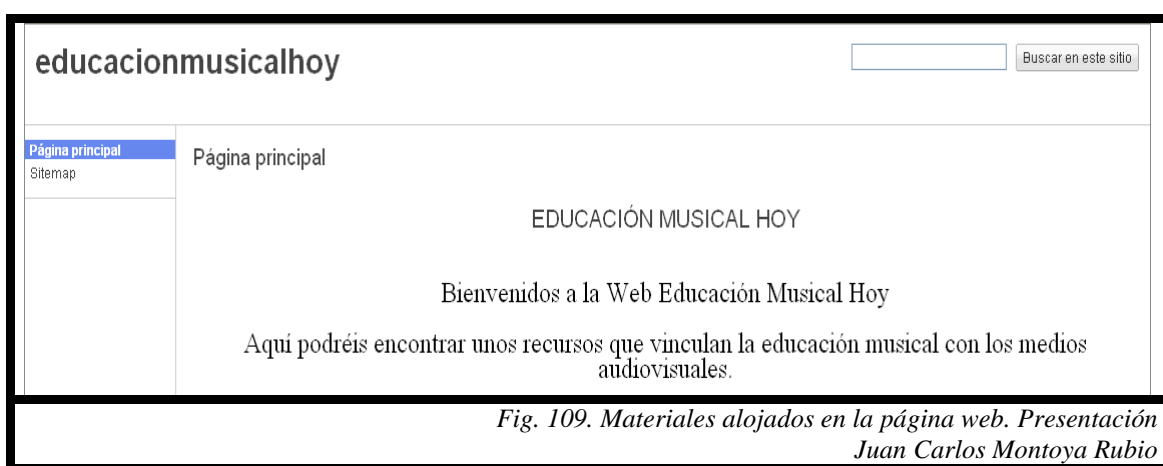 educacionmusicalhoy
Buscar en este sitio
Página principal
Sitemap
Página principal
EDUCACIÓN MUSICAL HOY
Bienvenidos a la Web Educación Musical Hoy
Aquí podréis encontrar unos recursos que vinculan la educación musical con los medios
audiovisuales.
Fig. 109. Materiales alojados en la página web. Presentación
Juan Carlos Montoya Rubio